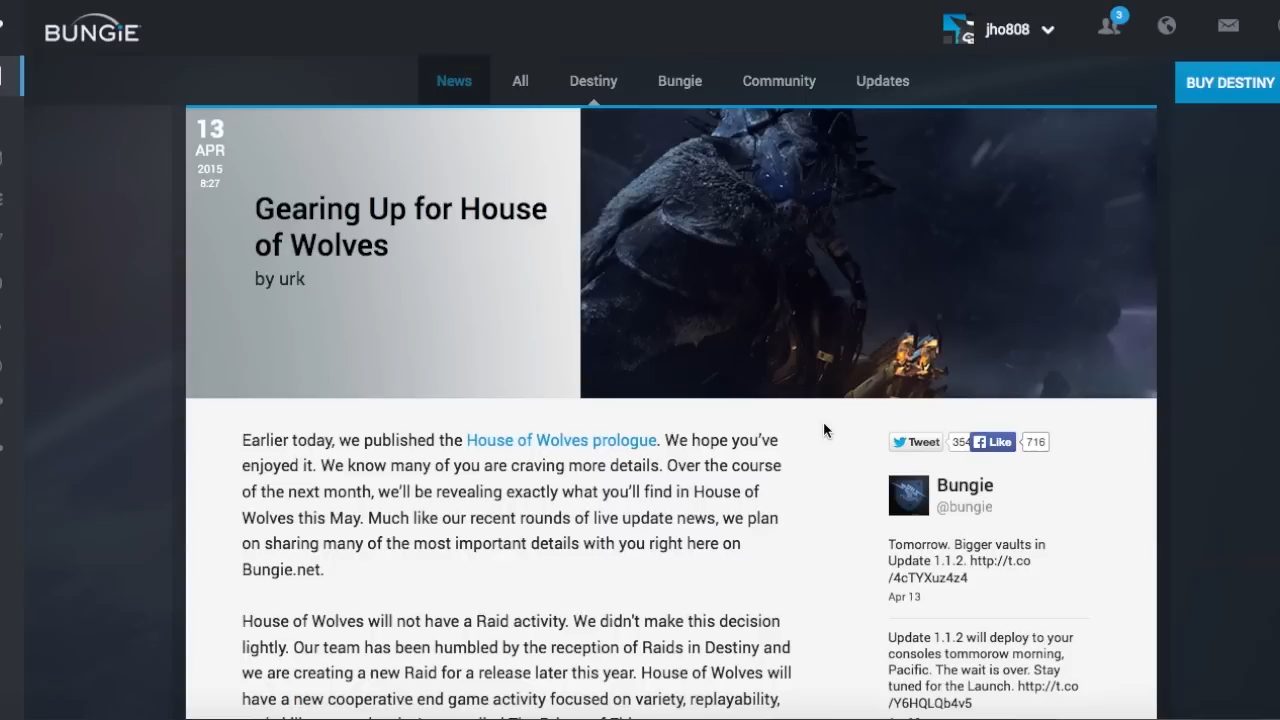 BUNGiE
jho808
3
News
All
Destiny
Bungie
Community
Updates
BUY DESTINY
13
APR
2015
8:27
Gearing Up for House
of Wolves
by urk
Earlier today, we published the House of Wolves prologue. We hope you've
enjoyed it. We know many of you are craving more details. Over the course
of the next month, we'll be revealing exactly what you'll find in House of
Wolves this May. Much like our recent rounds of live update news, we plan
on sharing many of the most important details with you right here on
Bungie.net.
House of Wolves will not have a Raid activity. We didn't make this decision
lightly. Our team has been humbled by the reception of Raids in Destiny and
we are creating a new Raid for a release later this year. House of Wolves will
have a new cooperative end game activity focused on variety, replayability,
Tweet
354
Like
716
Bungie
@bungie
Tomorrow. Bigger vaults in
Update 1.1.2. http://t.co
/4cTYXuz4z4
Apr 13
Update 1.1.2 will deploy to your
consoles tommorow morning,
Pacific. The wait is over. Stay
tuned for the Launch. http://t.co
/Y6HQLQb4v5